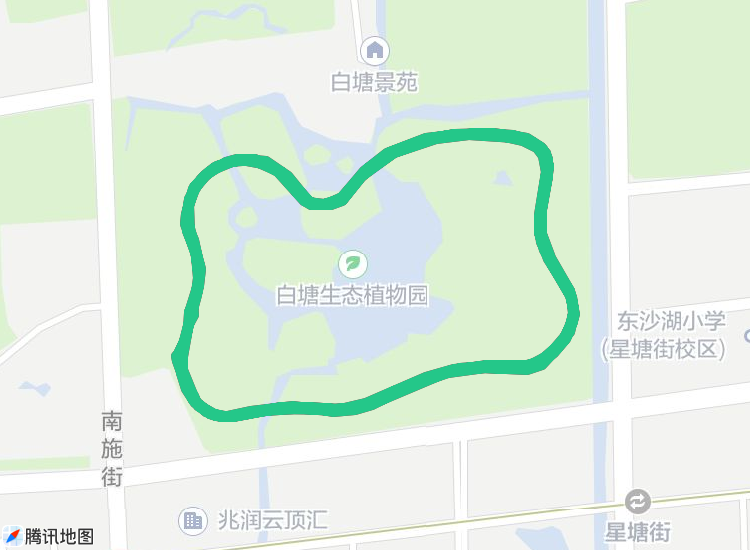 白塘景苑
白塘生态植物园
东沙湖小学
(星塘街校区)
南施街
兆润云顶汇
星塘街
腾讯地图